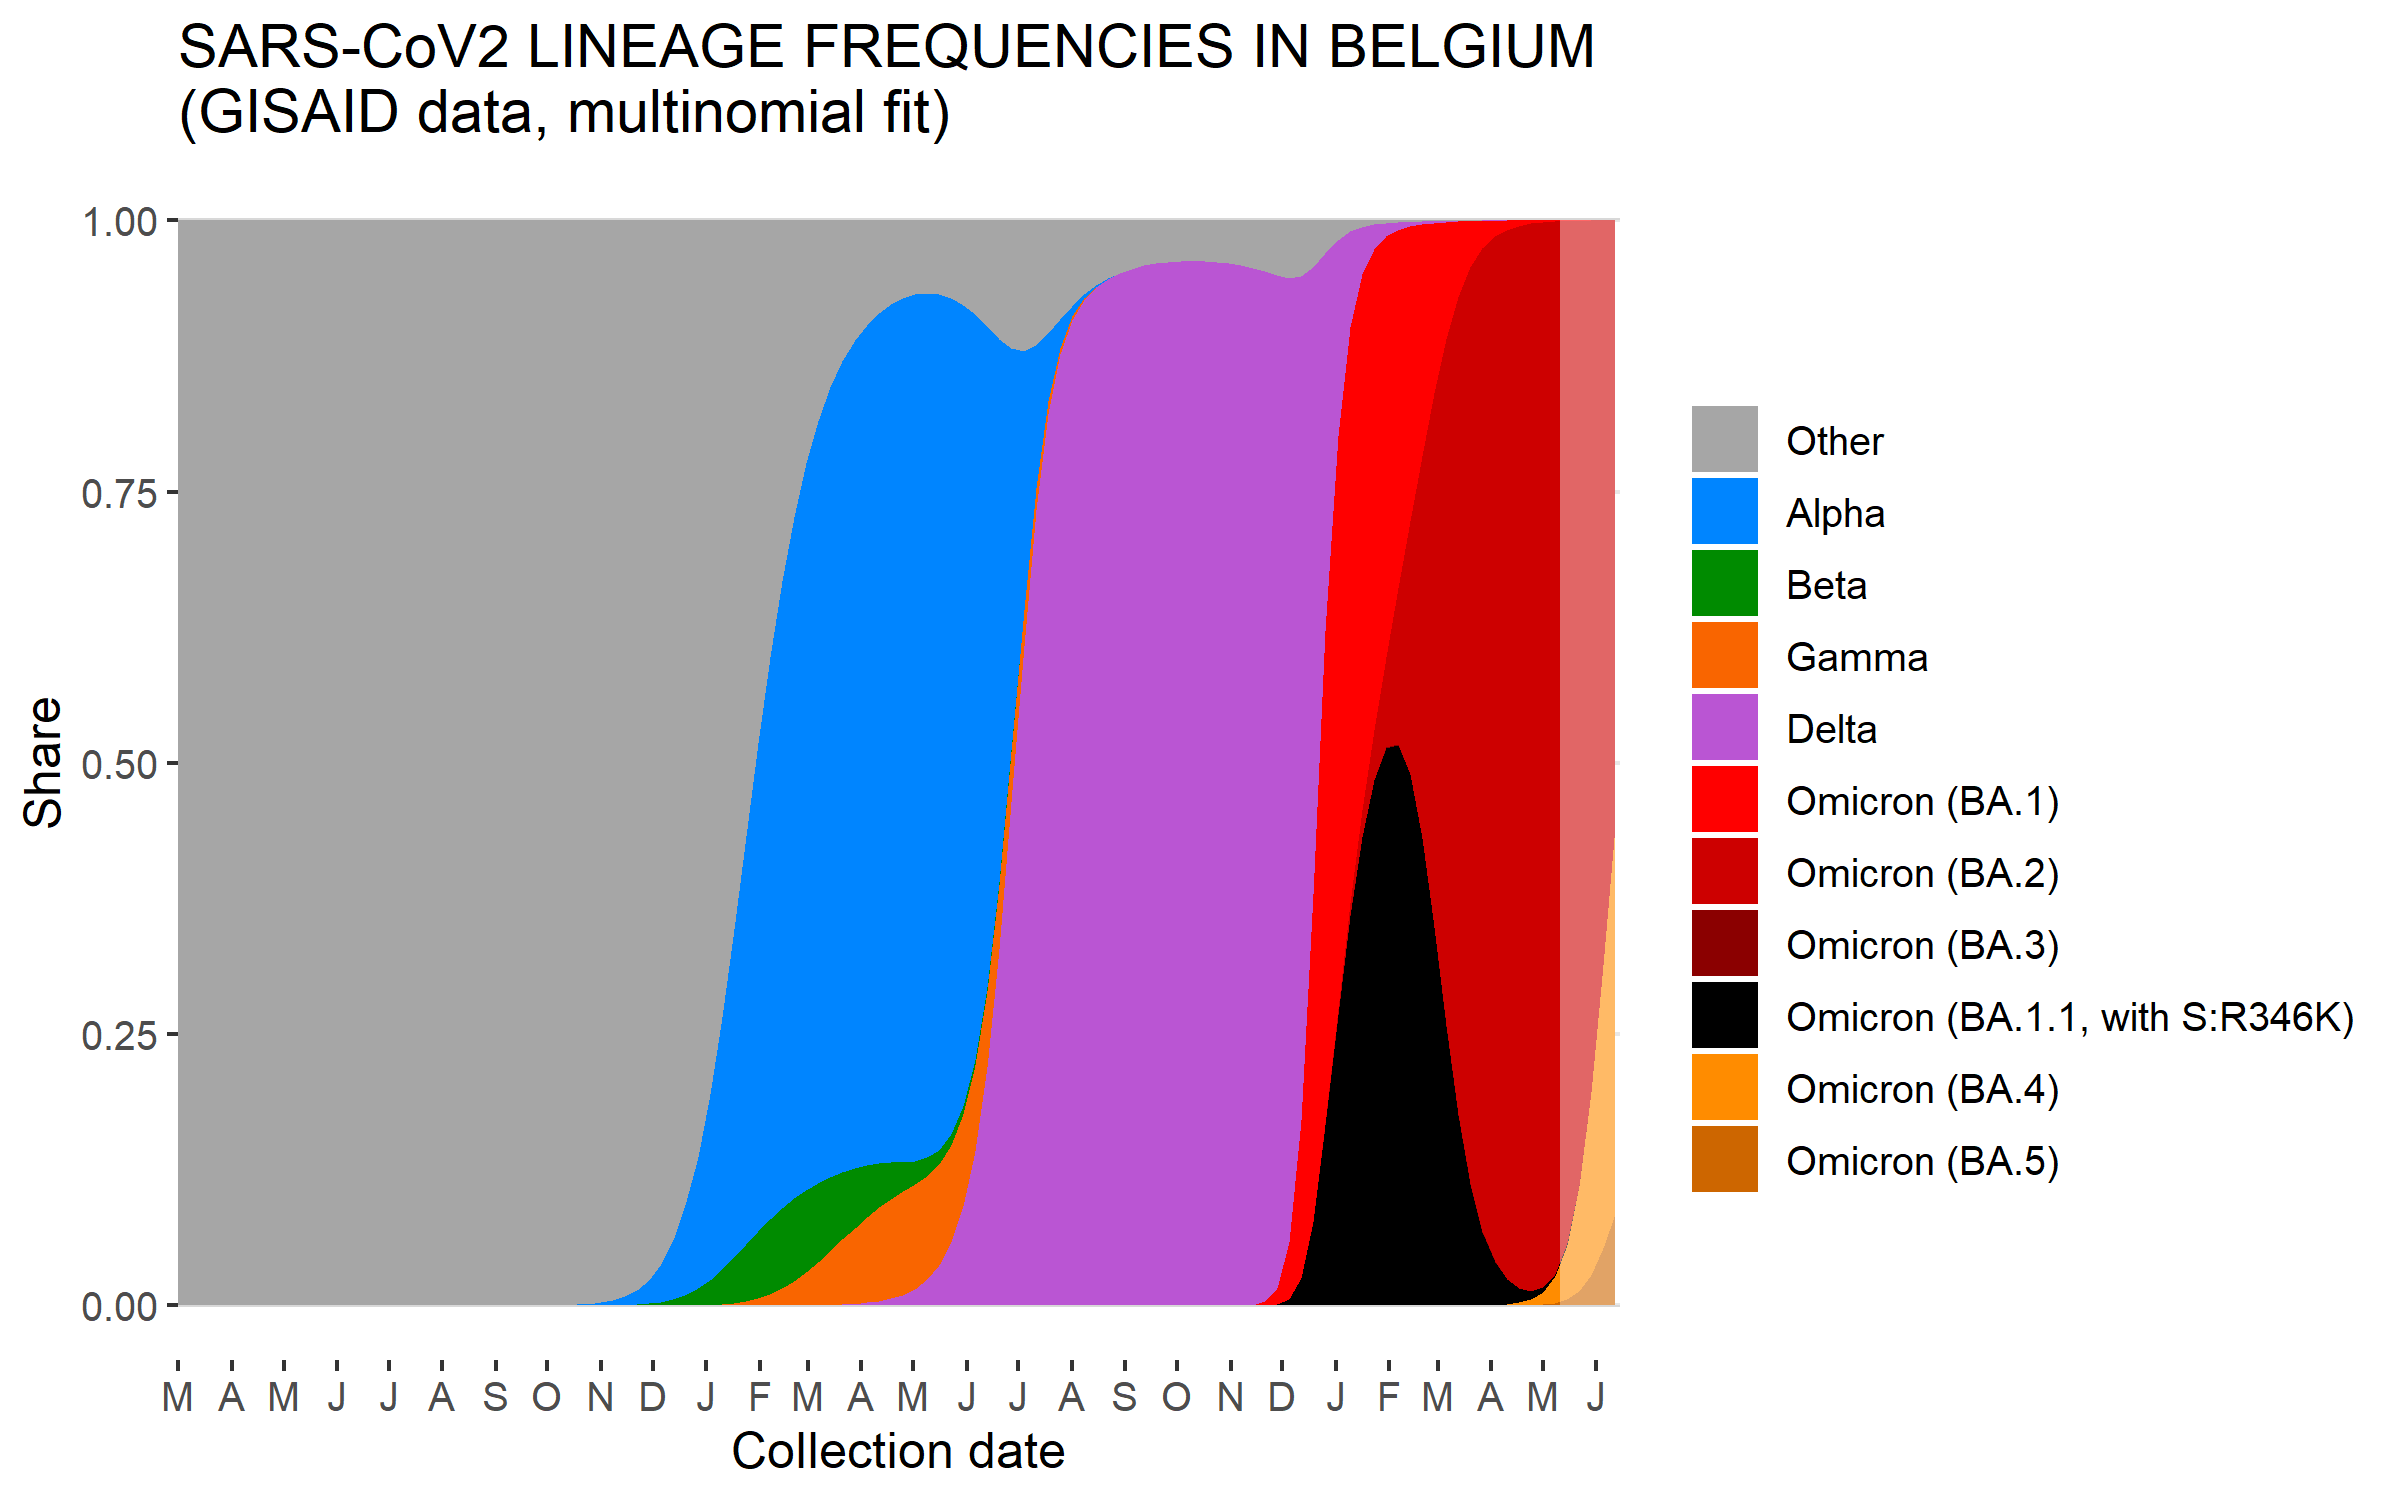 SARS-CoV2 LINEAGE FREQUENCIES IN BELGIUM
(GISAID data, multinomial fit)
1.00
0.75
0.50
0.25
0.00
Share
M A M J J A S O N D J F M A M J J A S O N D J F M A M J
Collection date
Other
Alpha
Beta
Gamma
Delta
Omicron (BA.1)
Omicron (BA.2)
Omicron (BA.3)
Omicron (BA.1.1, with S:R346K)
Omicron (BA.4)
Omicron (BA.5)